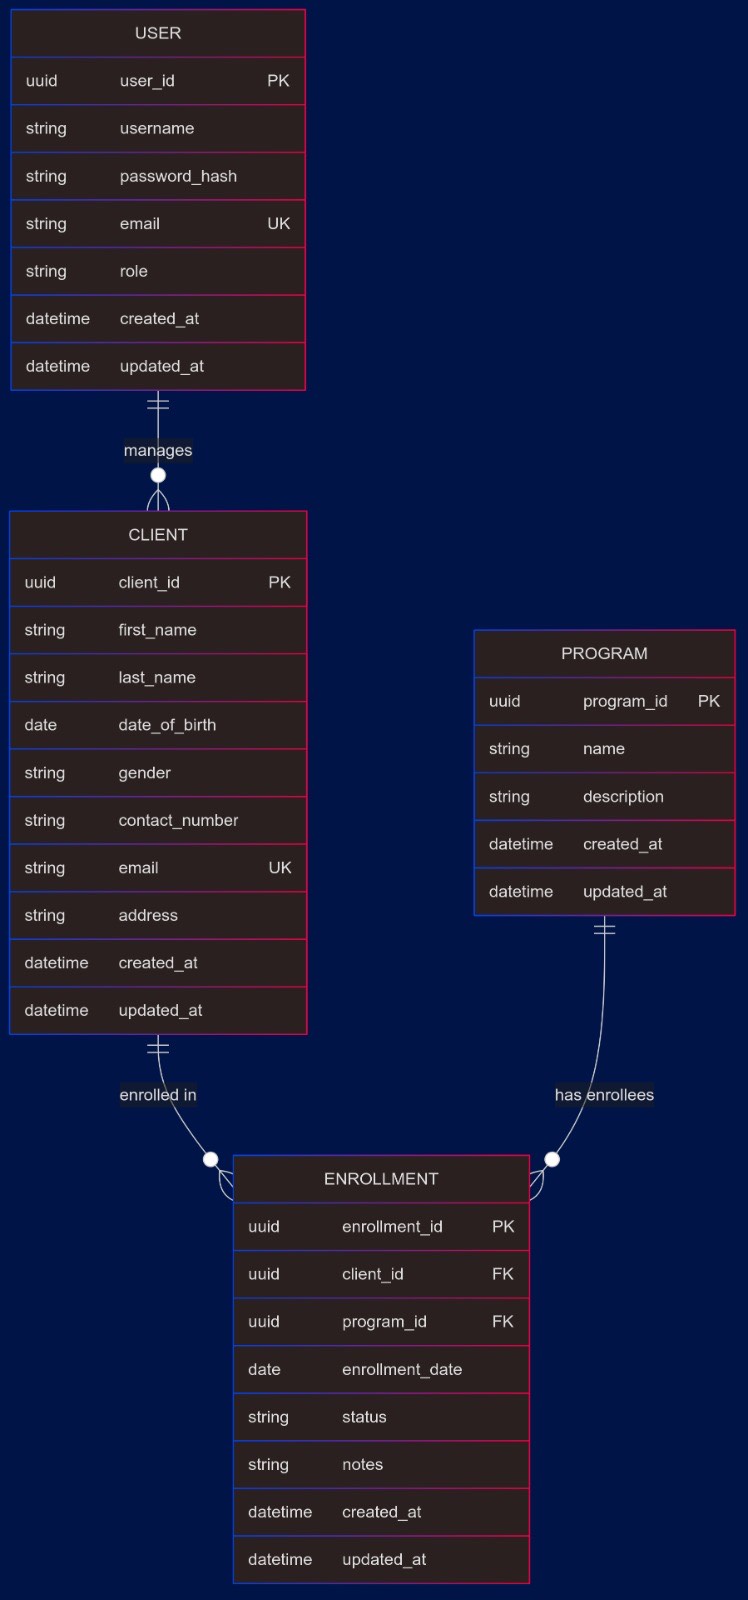 USER
uuid user_id PK
string username
string password_hash
string email UK
string role
datetime created_at
datetime updated_at
manages
CLIENT
uuid client_id PK
string first_name
string last_name
date date_of_birth
string gender
string contact_number
string email UK
string address
datetime created_at
datetime updated_at
PROGRAM
uuid program_id PK
string name
string description
datetime created_at
datetime updated_at
enrolled in
has enrollees
ENROLLMENT
uuid enrollment_id PK
uuid client_id FK
uuid program_id FK
date enrollment_date
string status
string notes
datetime created_at
datetime updated_at